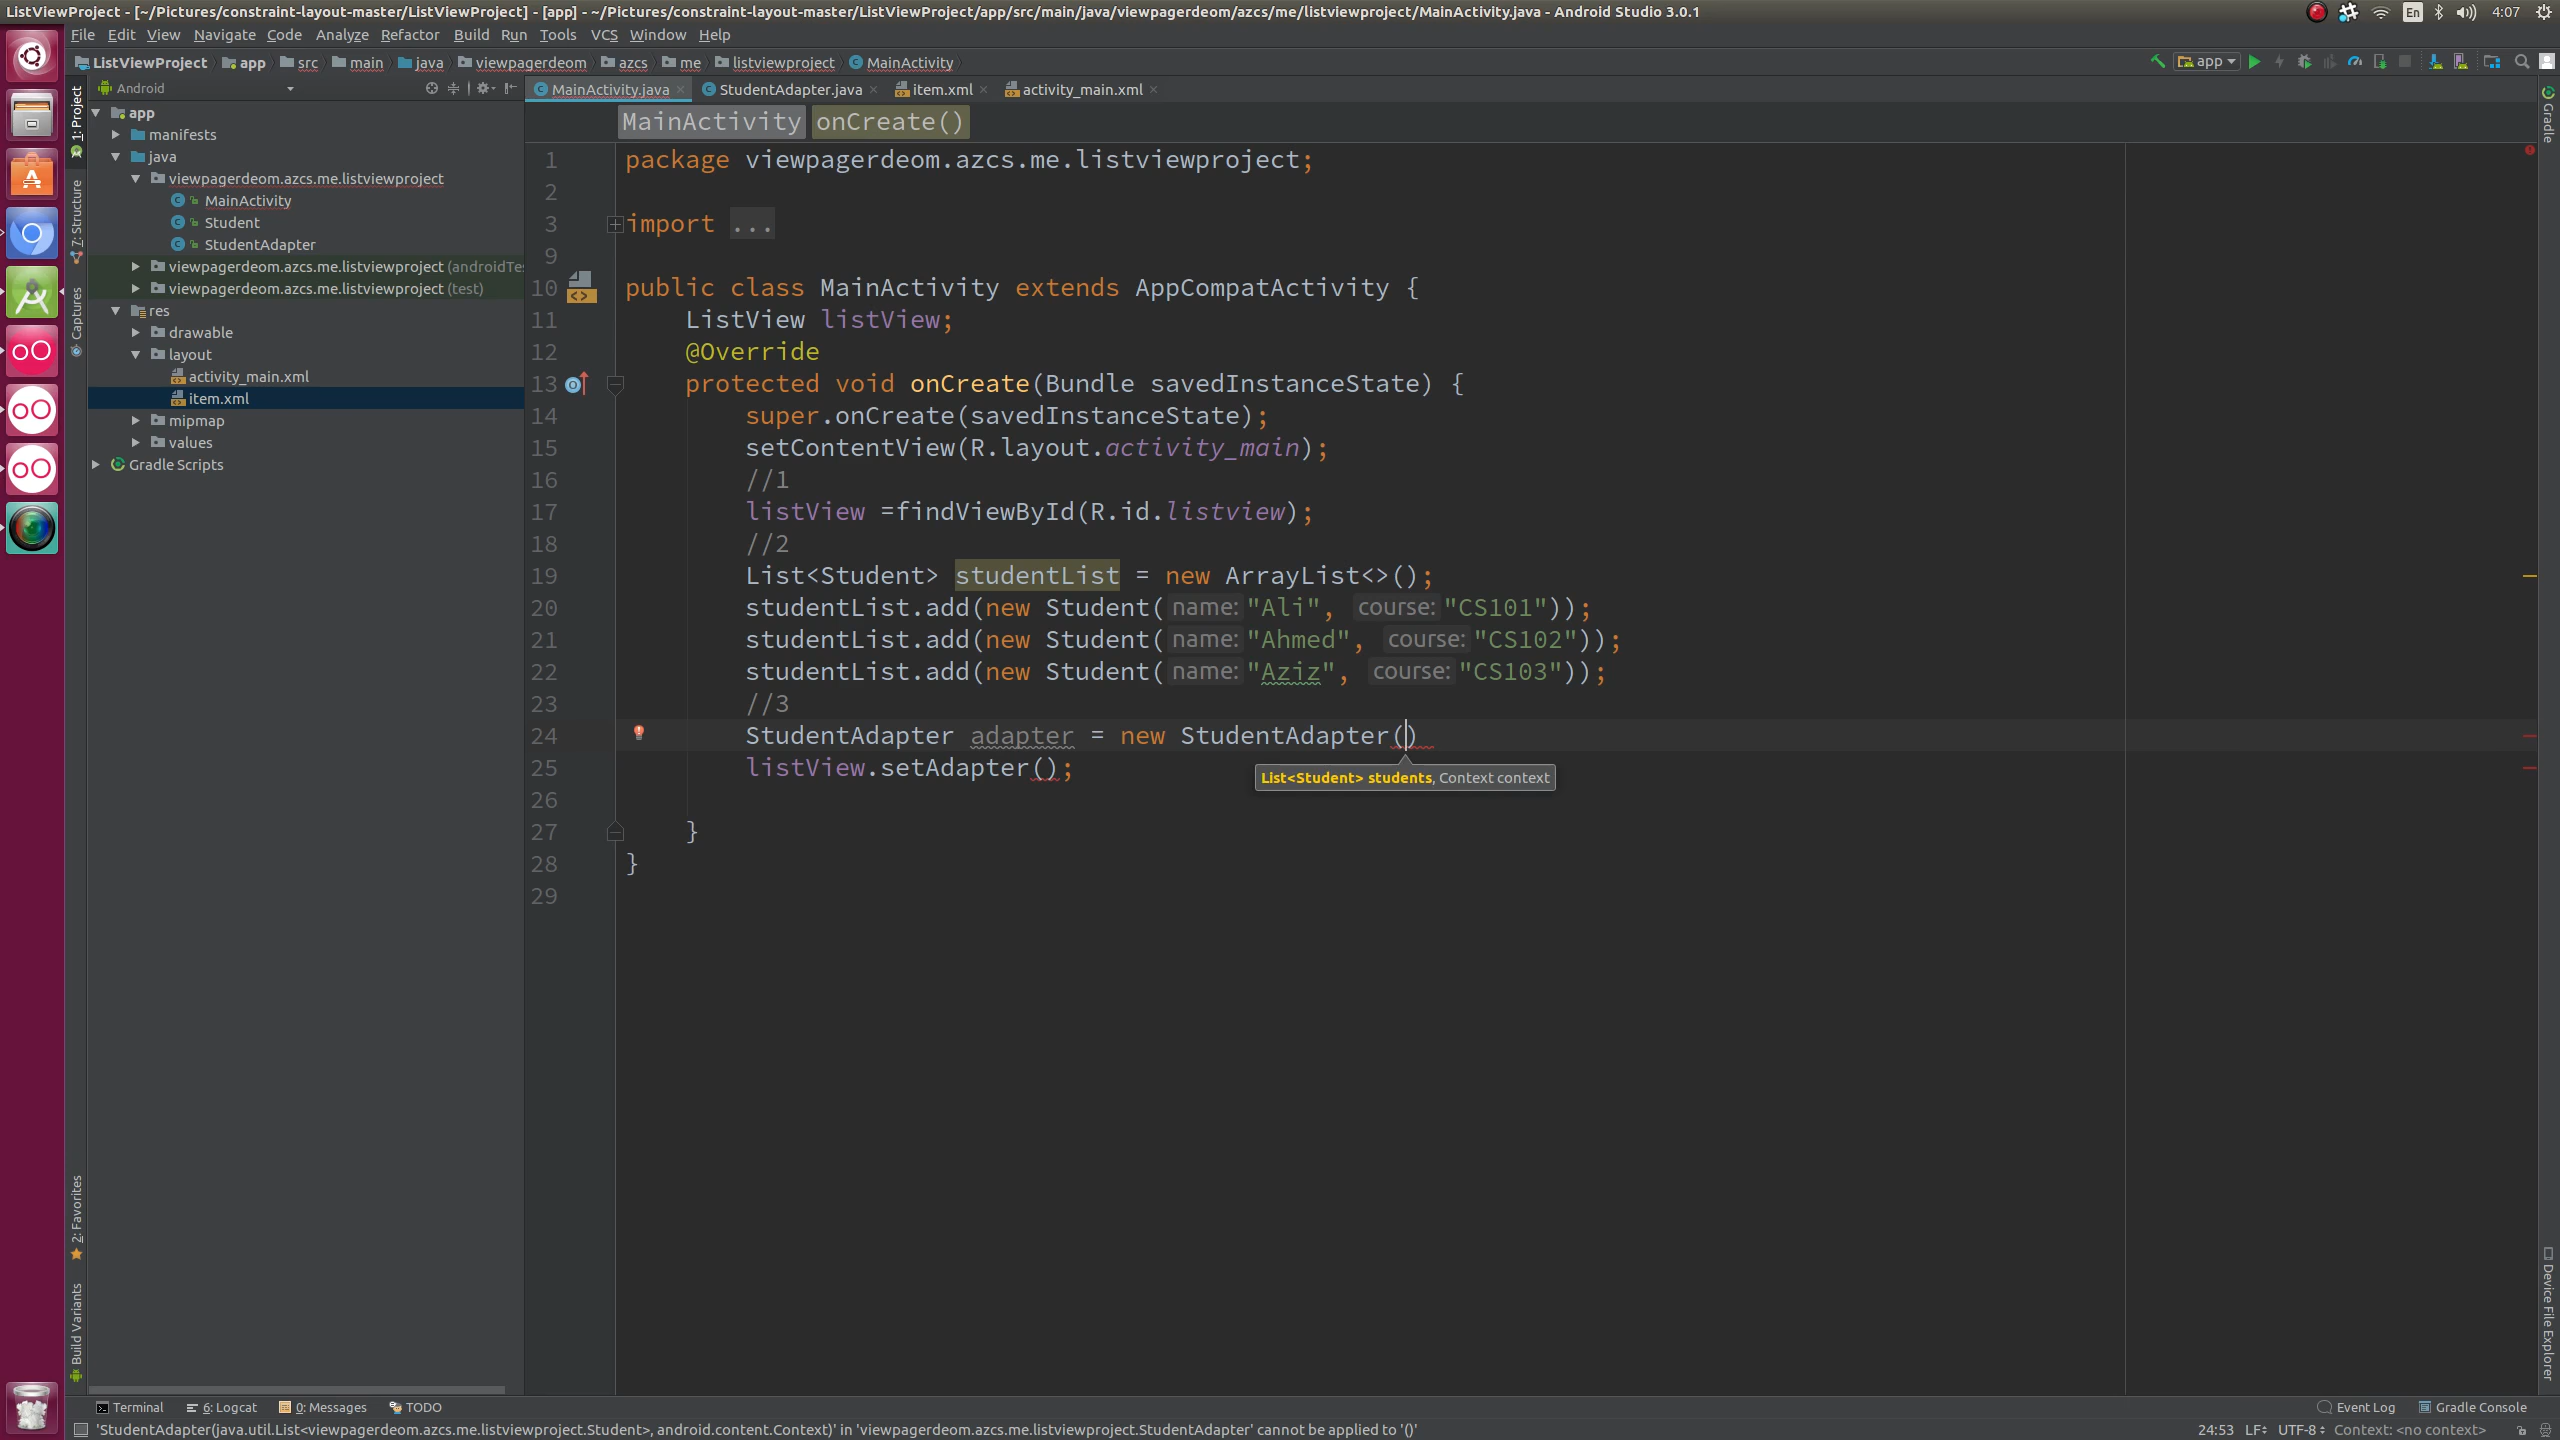 ListViewProject - [~/Pictures/constraint-layout-master/ListViewProject] - [app] - ~/Pictures/constraint-layout-master/ListViewProject/app/src/main/java/viewpagerdeom/azcs/me/listviewproject/MainActivity.java - Android Studio 3.0.1
En 4:07
File Edit View Navigate Code Analyze Refactor Build Run Tools VCS Window Help
ListViewProject app src main java viewpagerdeom azcs me listviewproject MainActivity
app
Android
MainActivity.java StudentAdapter.java item.xml activity_main.xml
MainActivity onCreate()
1: Project
7: Structure
Captures
2: Favorites
Build Variants
app
manifests
java
viewpagerdeom.azcs.me.listviewproject
MainActivity
Student
StudentAdapter
viewpagerdeom.azcs.me.listviewproject (androidTe
viewpagerdeom.azcs.me.listviewproject (test)
res
drawable
layout
activity_main.xml
item.xml
mipmap
values
Gradle Scripts
1 package viewpagerdeom.azcs.me.listviewproject;
2
3 import ...
9
10 public class MainActivity extends AppCompatActivity {
11 ListView listView;
12 @Override
13 protected void onCreate(Bundle savedInstanceState) {
14 super.onCreate(savedInstanceState);
15 setContentView(R.layout.activity_main);
16 //1
17 listView =findViewById(R.id.listview);
18 //2
19 List<Student> studentList = new ArrayList<>();
20 studentList.add(new Student( name: "Ali", course: "CS101"));
21 studentList.add(new Student( name: "Ahmed", course: "CS102"));
22 studentList.add(new Student( name: "Aziz", course: "CS103"));
23 //3
24 StudentAdapter adapter = new StudentAdapter()
25 listView.setAdapter();
List<Student> students, Context context
26
27 }
28 }
29
Gradle
Device File Explorer
Terminal 6: Logcat 0: Messages TODO Event Log Gradle Console
'StudentAdapter(java.util.List<viewpagerdeom.azcs.me.listviewproject.Student>, android.content.Context)' in 'viewpagerdeom.azcs.me.listviewproject.StudentAdapter' cannot be applied to '()' 24:53 LF UTF-8 Context: <no context>